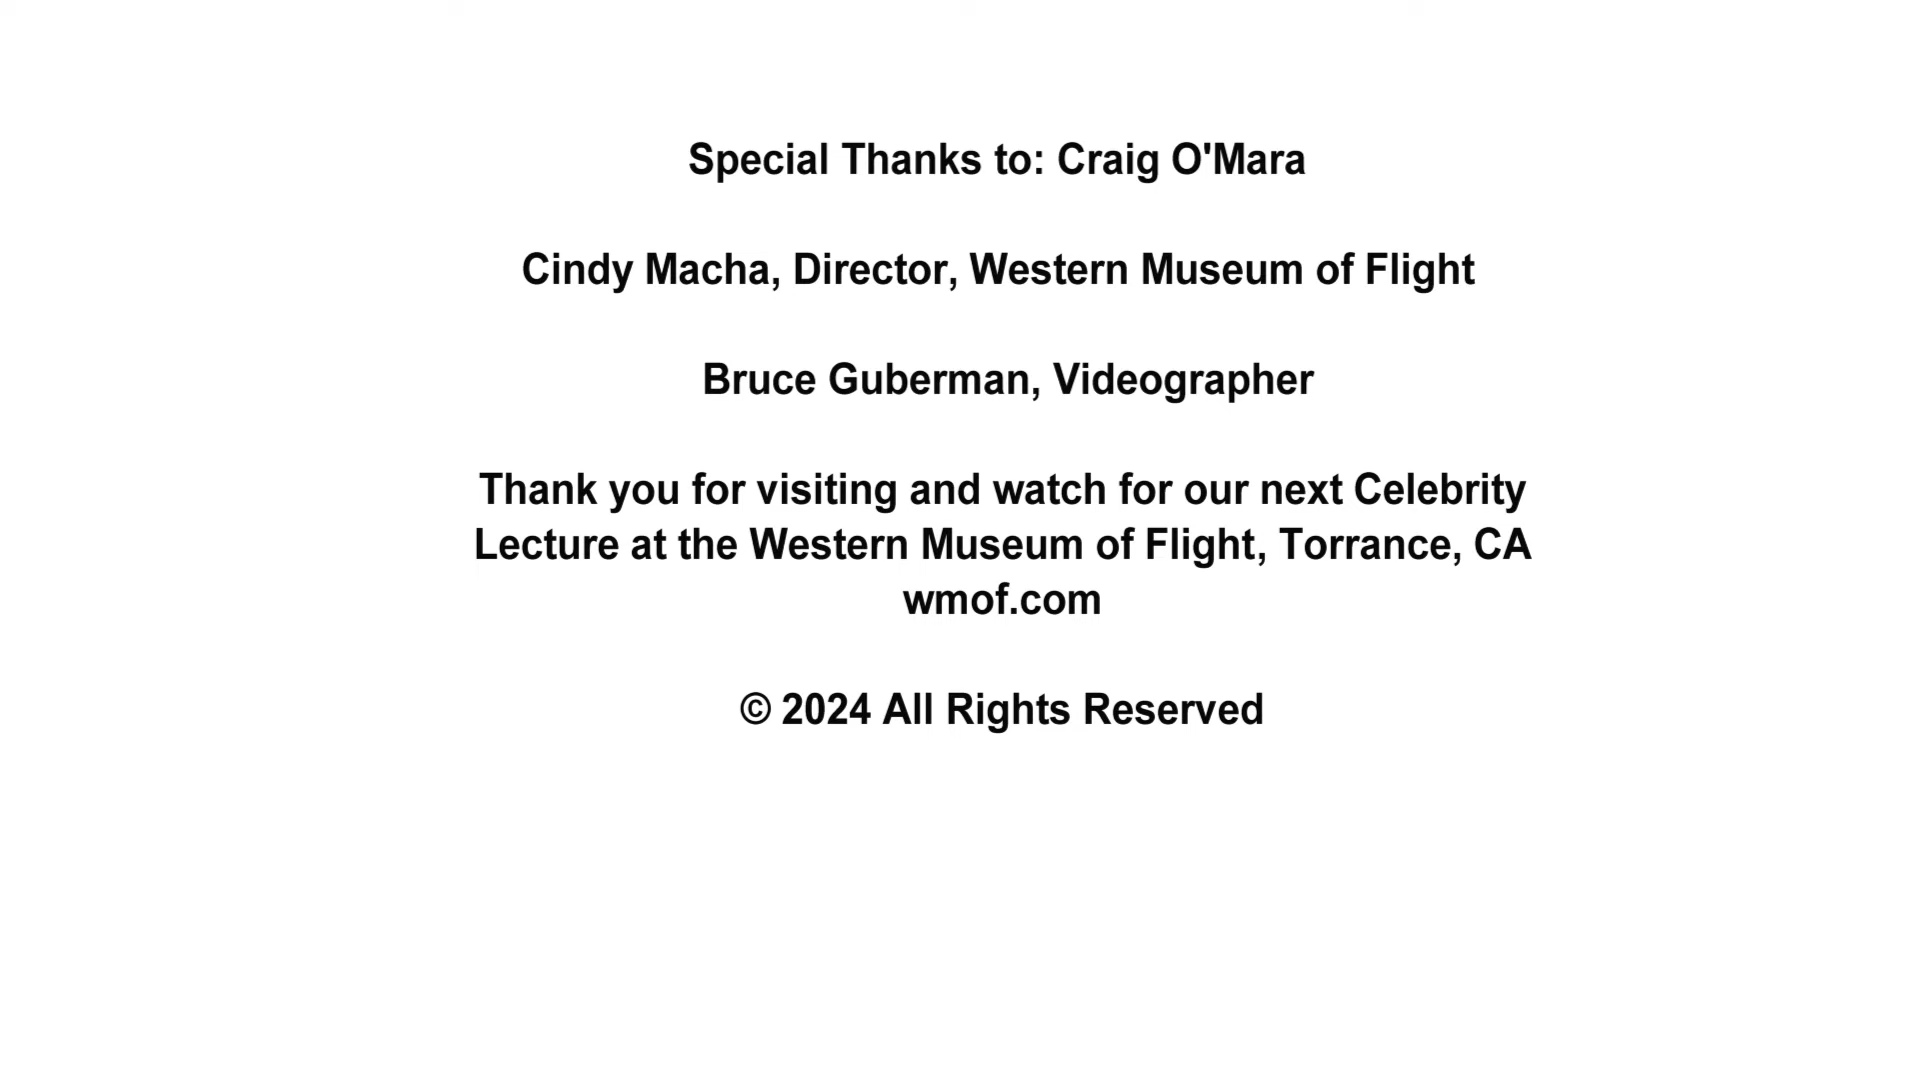 Special Thanks to: Craig O'Mara
Cindy Macha, Director, Western Museum of Flight
Bruce Guberman, Videographer
Thank you for visiting and watch for our next Celebrity
Lecture at the Western Museum of Flight, Torrance, CA
wmof.com
© 2024 All Rights Reserved